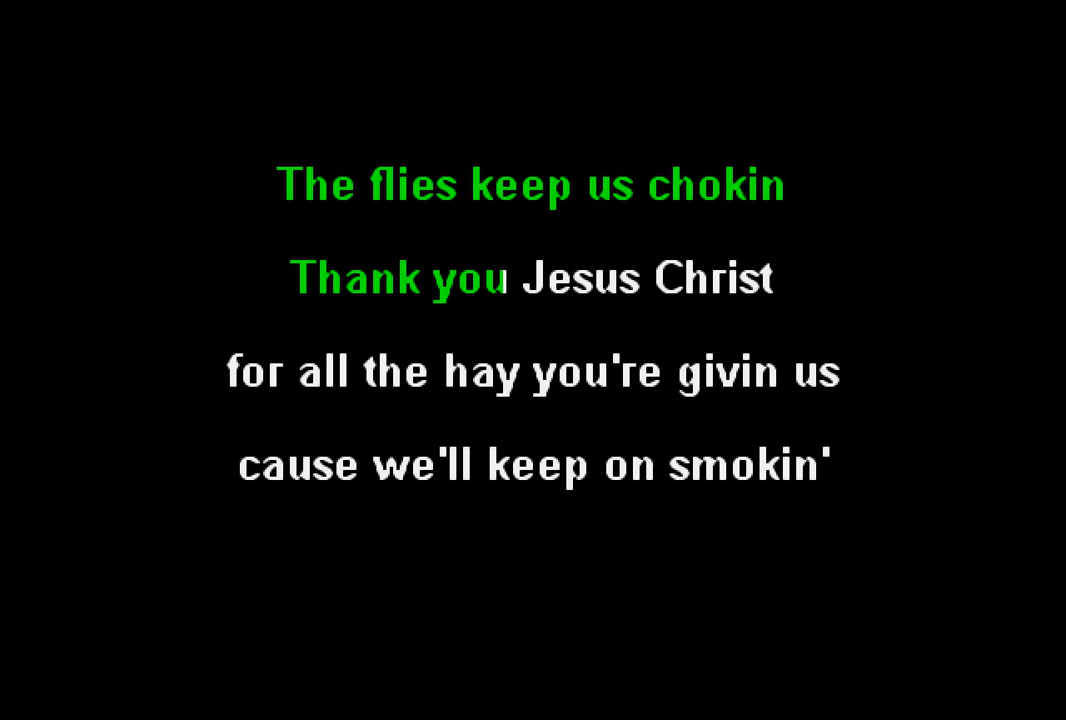 The flies keep us chokin
Thank you Jesus Christ
for all the hay you're givin us
cause we'll keep on smokin'